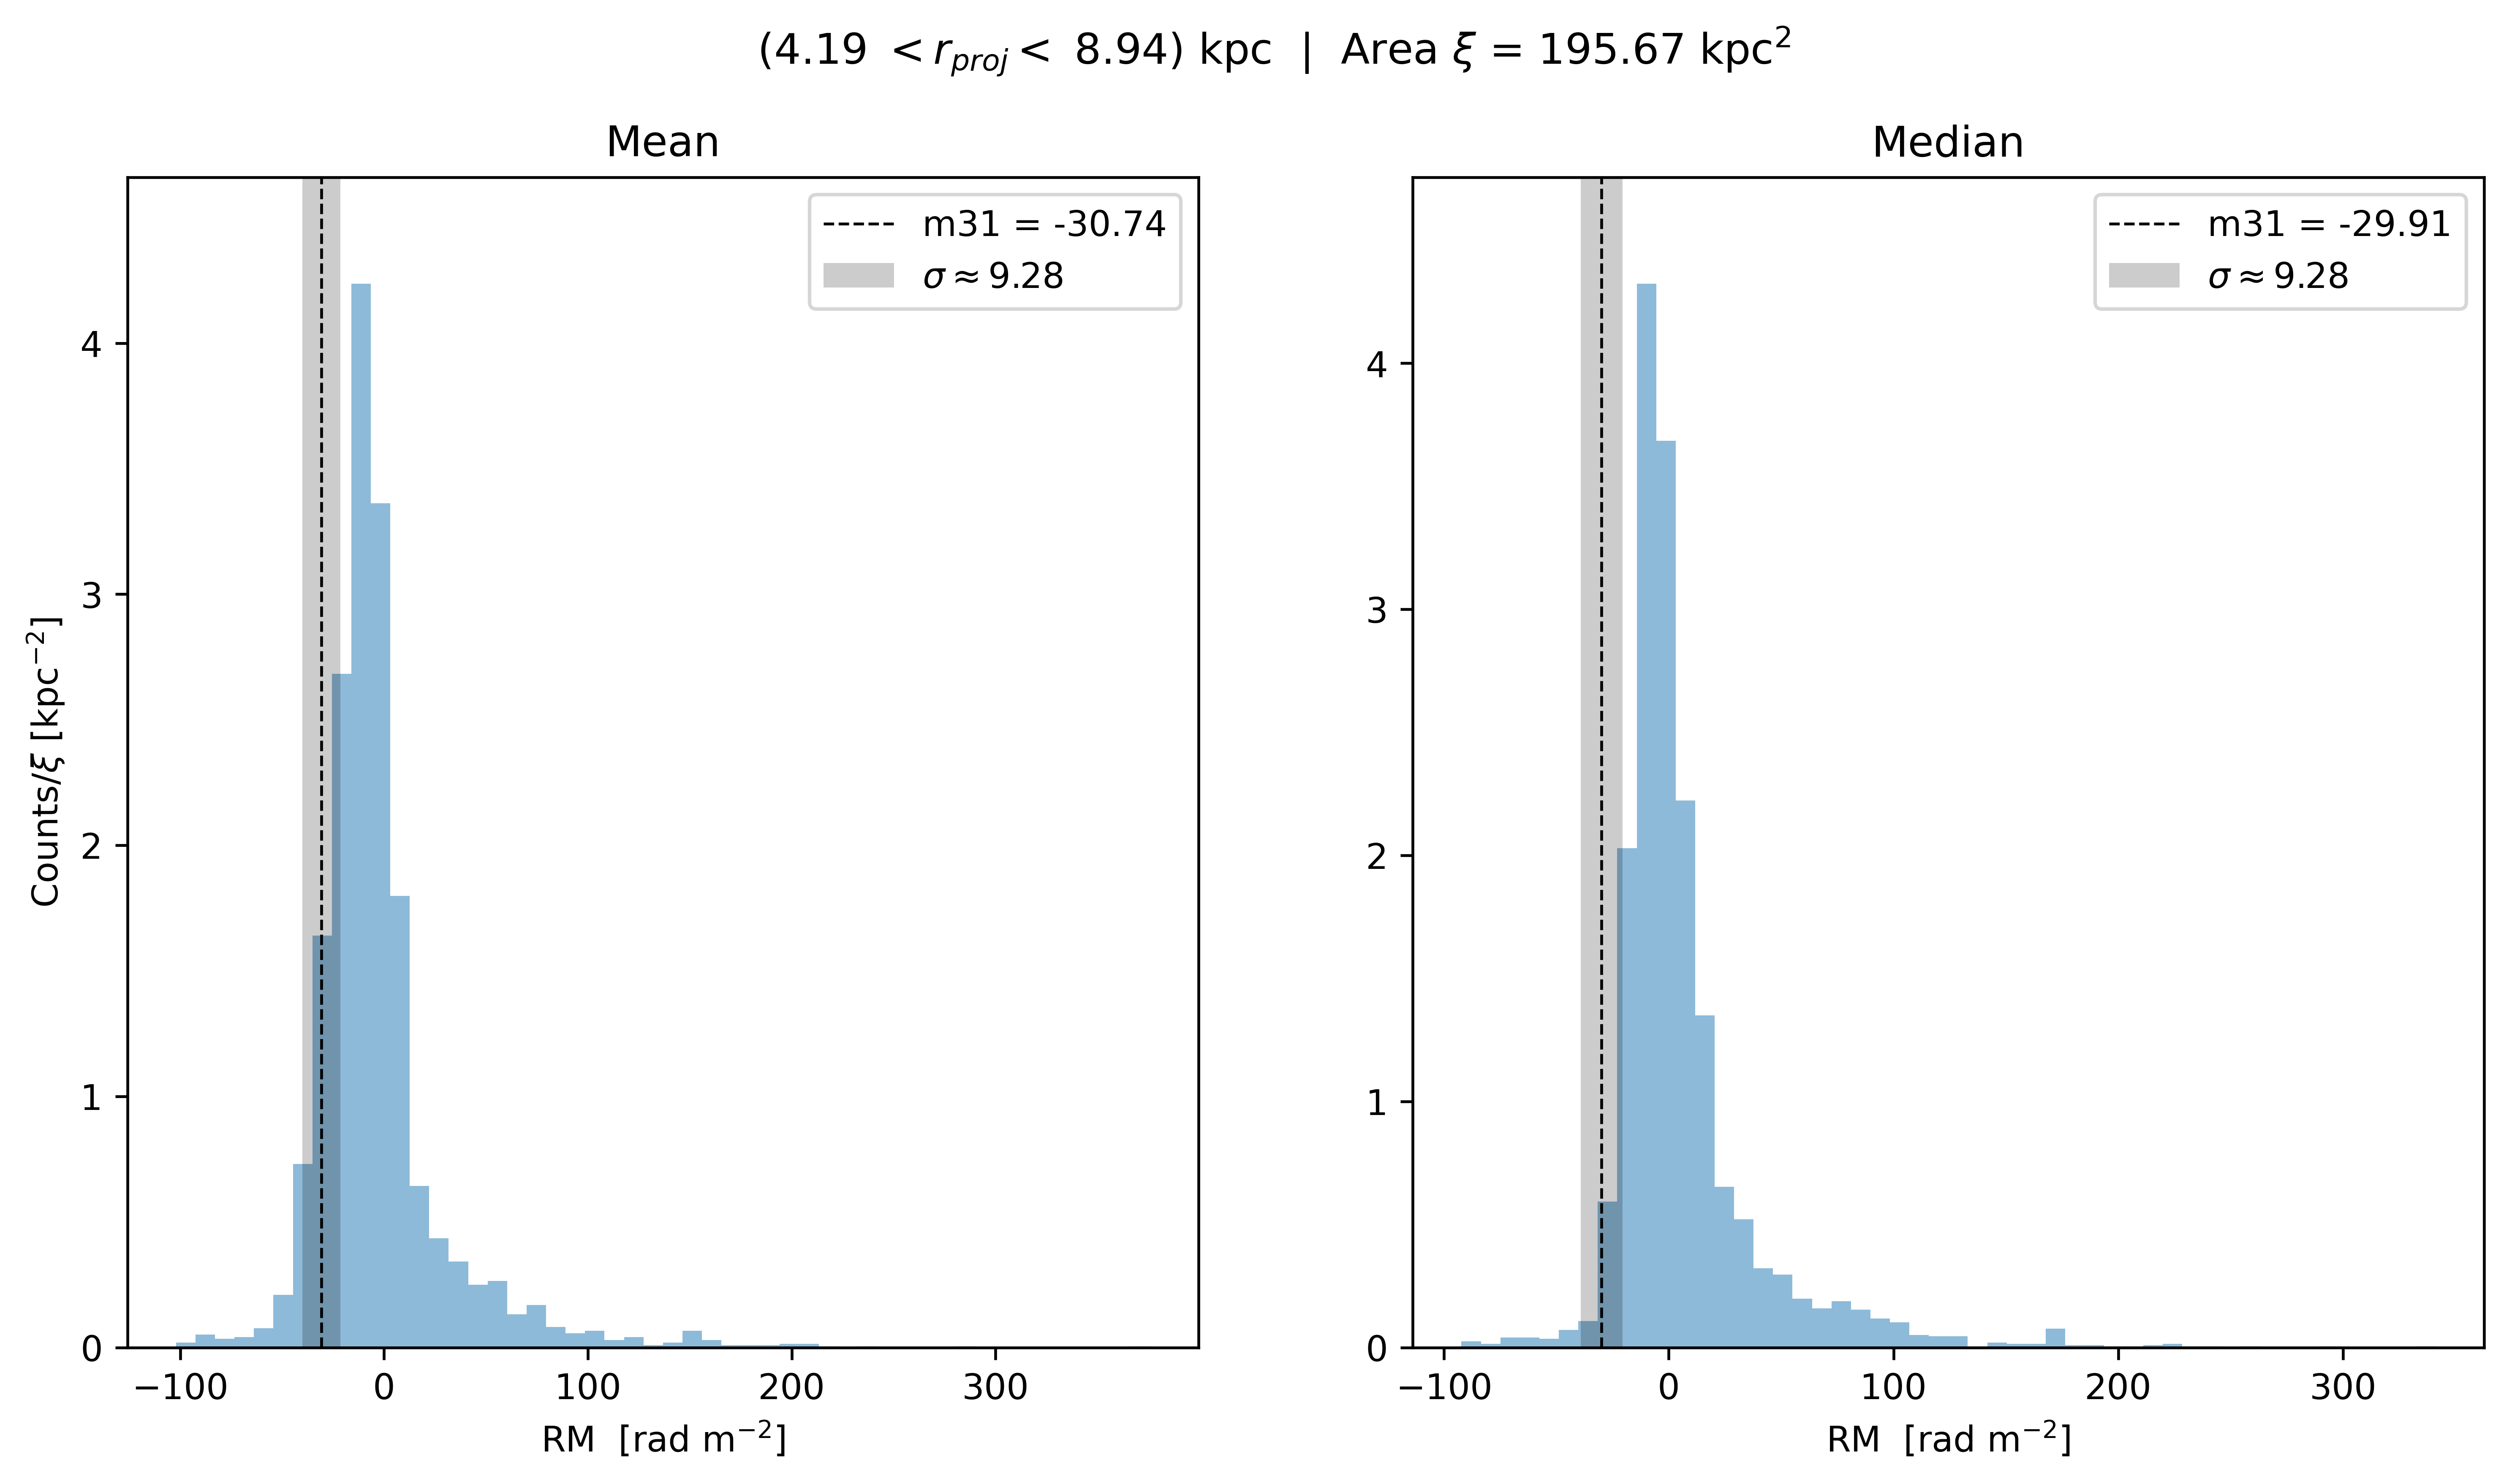 (4.19 < r_proj < 8.94) kpc | Area ξ = 195.67 kpc²
Mean
m31 = -30.74
σ ≈ 9.28
Counts/ξ [kpc⁻²]
4
3
2
1
0
−100 0 100 200 300
RM [rad m⁻²]
Median
m31 = -29.91
σ ≈ 9.28
4
3
2
1
0
−100 0 100 200 300
RM [rad m⁻²]